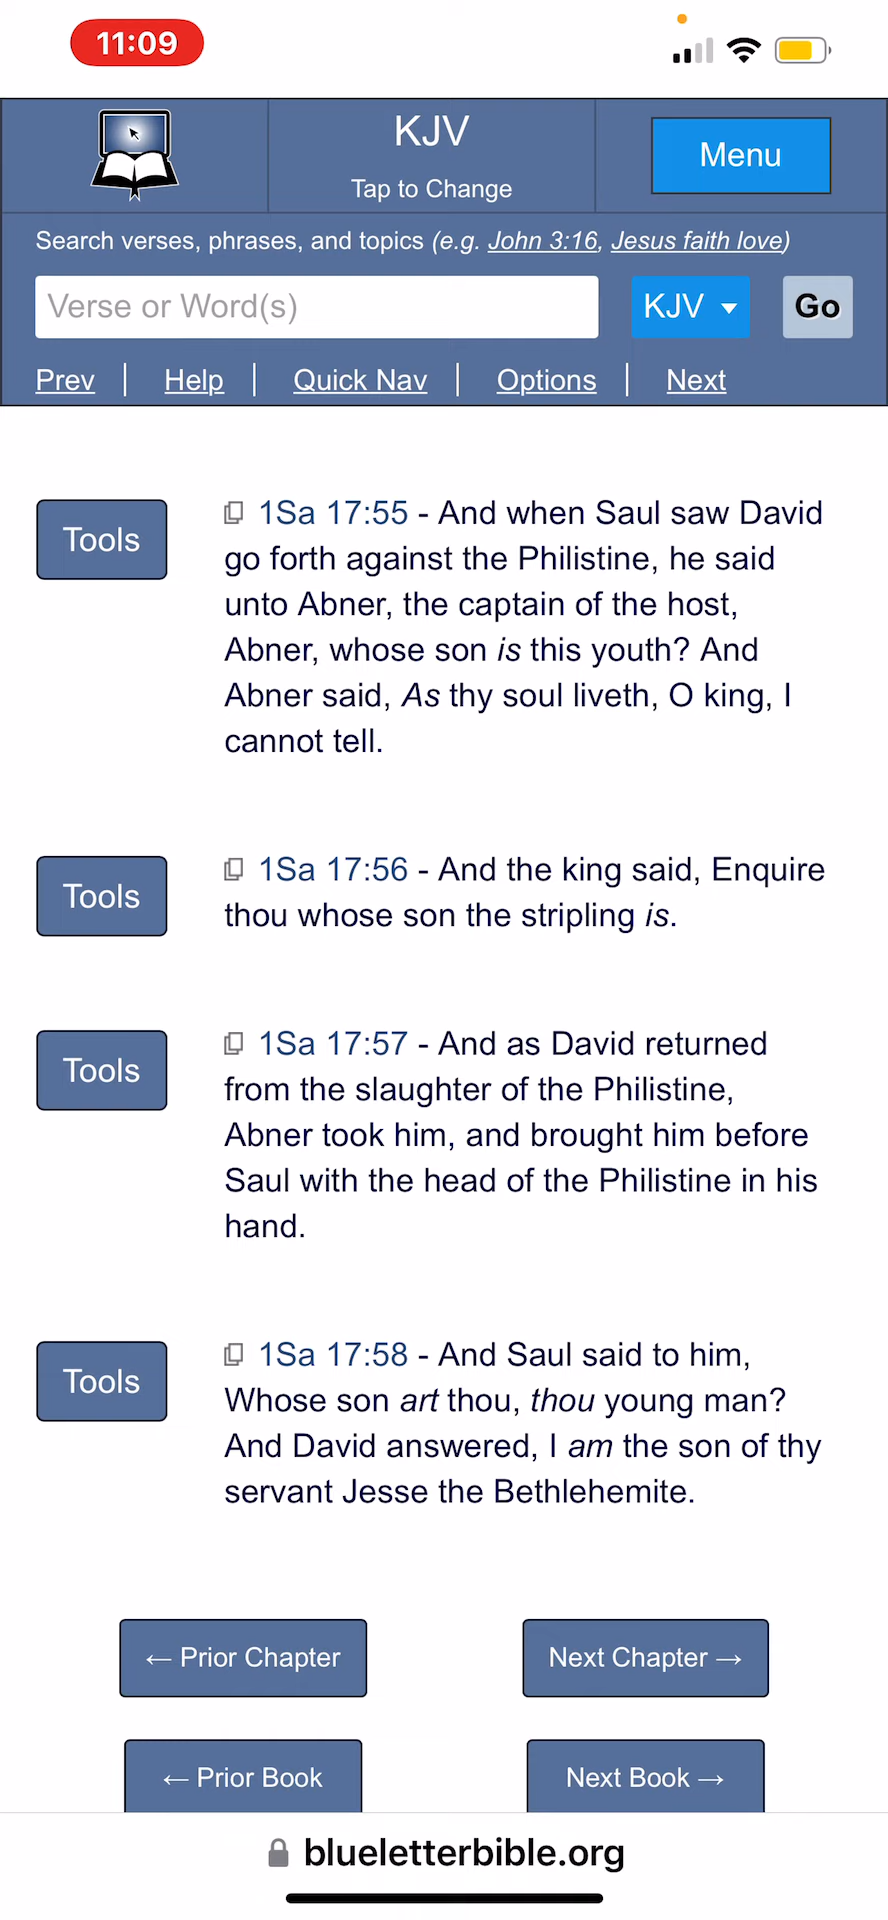 11:09
KJV
Tap to Change
Menu
Search verses, phrases, and topics (e.g. John 3:16, Jesus faith love)
Verse or Word(s)
KJV
Go
Prev | Help | Quick Nav | Options | Next
Tools
1Sa 17:55 - And when Saul saw David
go forth against the Philistine, he said
unto Abner, the captain of the host,
Abner, whose son is this youth? And
Abner said, As thy soul liveth, O king, I
cannot tell.
Tools
1Sa 17:56 - And the king said, Enquire
thou whose son the stripling is.
Tools
1Sa 17:57 - And as David returned
from the slaughter of the Philistine,
Abner took him, and brought him before
Saul with the head of the Philistine in his
hand.
Tools
1Sa 17:58 - And Saul said to him,
Whose son art thou, thou young man?
And David answered, I am the son of thy
servant Jesse the Bethlehemite.
← Prior Chapter
Next Chapter →
← Prior Book
Next Book →
blueletterbible.org